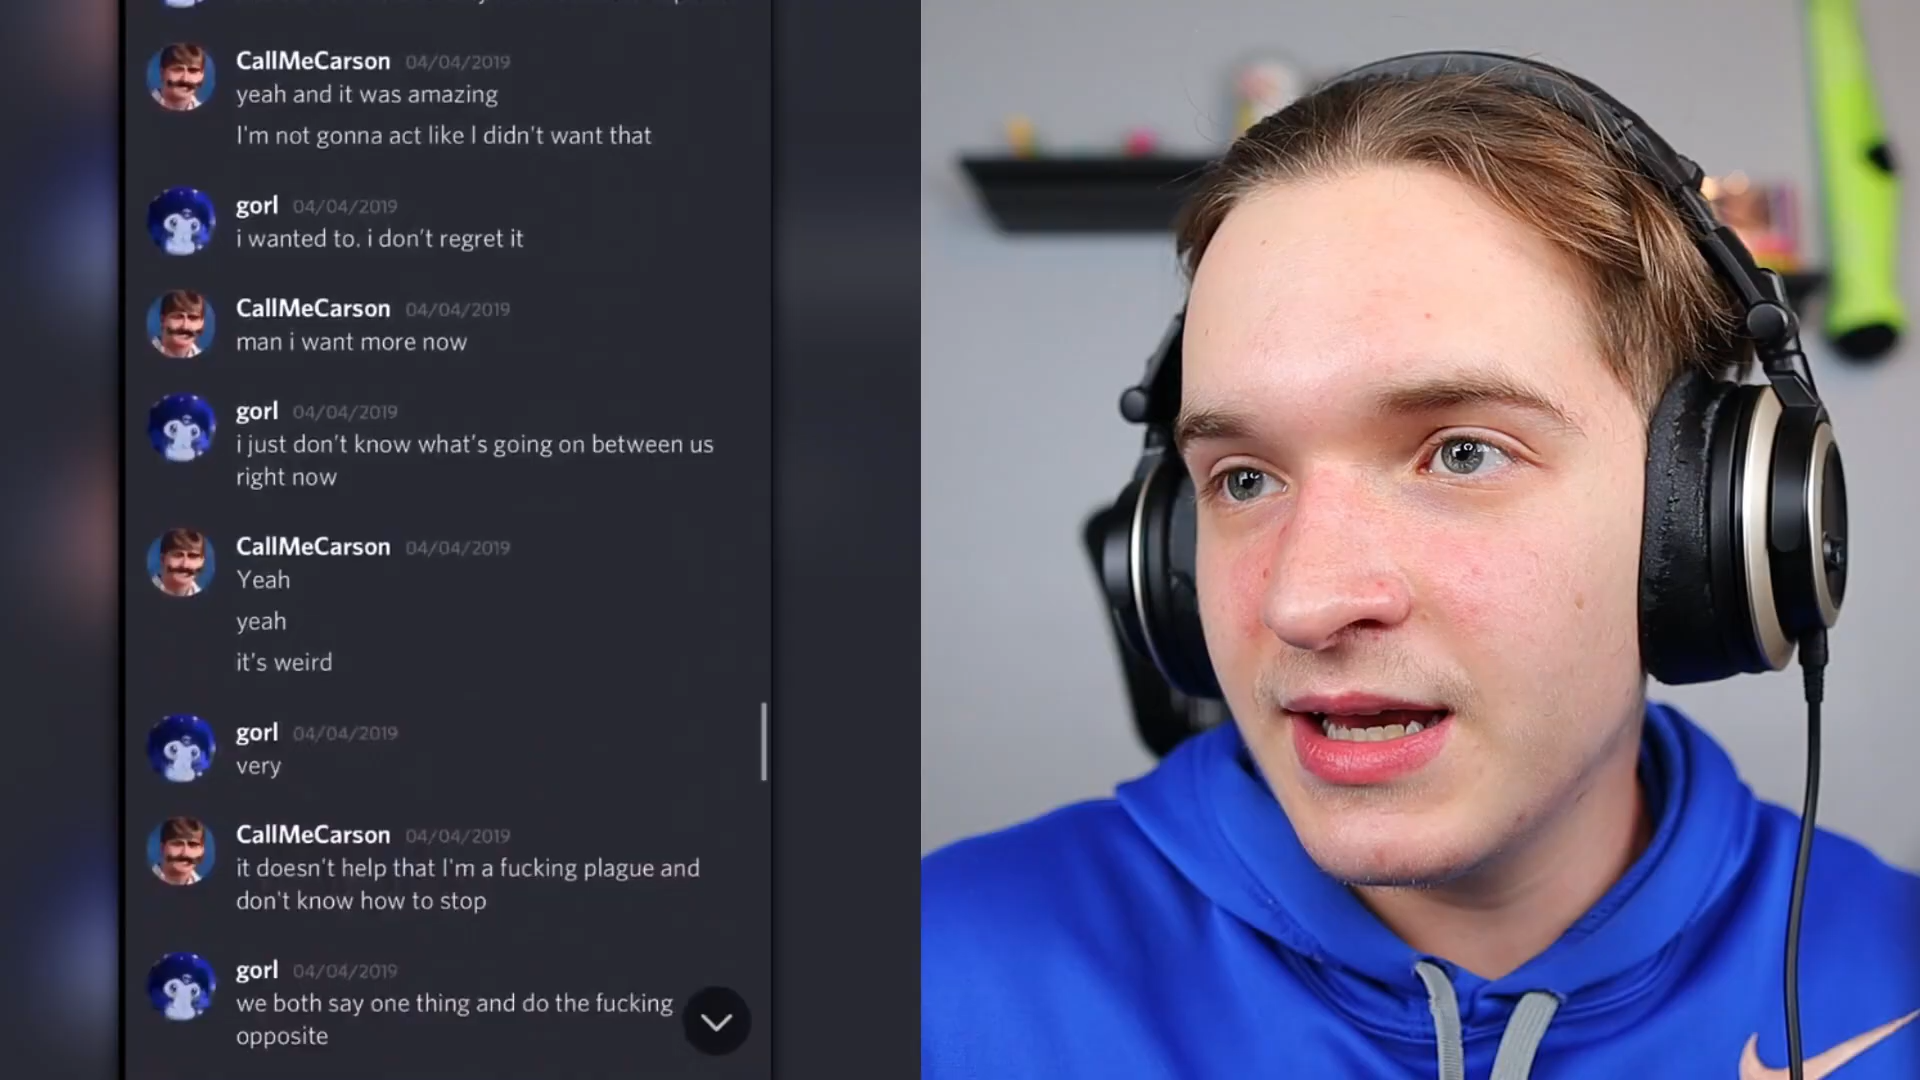 CallMeCarson 04/04/2019
yeah and it was amazing
I'm not gonna act like I didn't want that
gorl 04/04/2019
i wanted to. i don't regret it
CallMeCarson 04/04/2019
man i want more now
gorl 04/04/2019
i just don't know what's going on between us
right now
CallMeCarson 04/04/2019
Yeah
yeah
it's weird
gorl 04/04/2019
very
CallMeCarson 04/04/2019
it doesn't help that I'm a fucking plague and
don't know how to stop
gorl 04/04/2019
we both say one thing and do the fucking
opposite